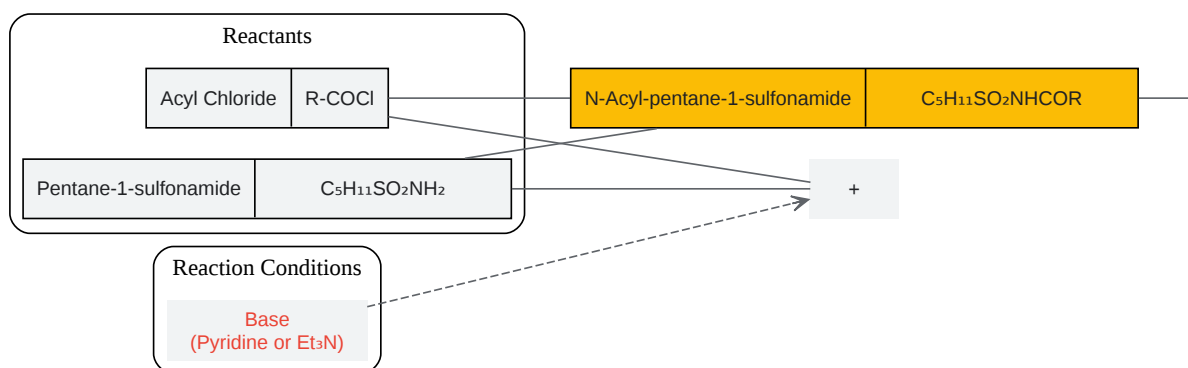 Reactants
Acyl Chloride
R-COCl
N-Acyl-pentane-1-sulfonamide
C₅H₁₁SO₂NHCOR
Pentane-1-sulfonamide
C₅H₁₁SO₂NH₂
+
Reaction Conditions
Base
(Pyridine or Et₃N)